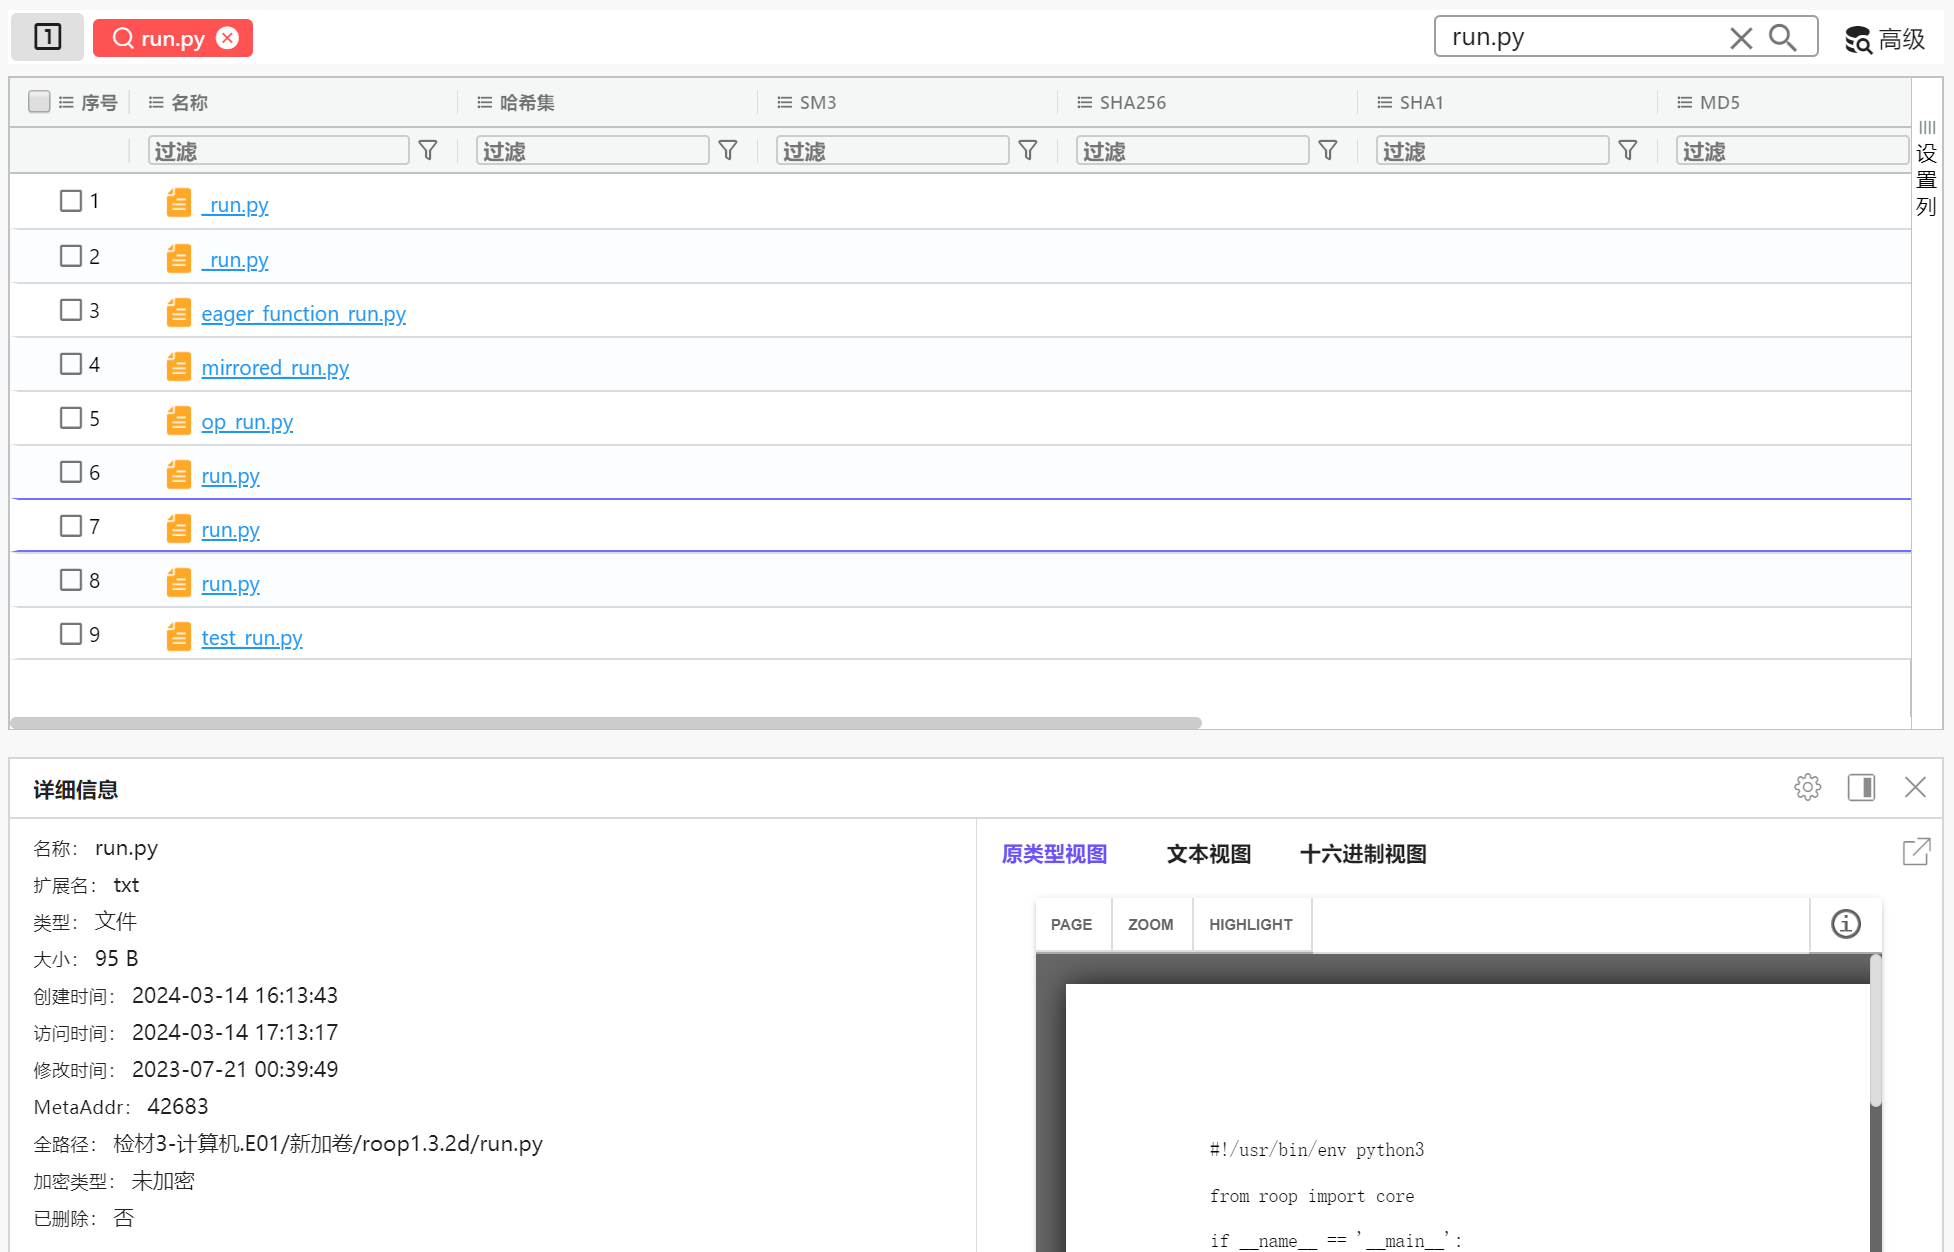 1 run.py run.py 高级
序号 名称 哈希集 SM3 SHA256 SHA1 MD5
过滤 过滤 过滤 过滤 过滤 过滤
设置列
1 _run.py
2 _run.py
3 eager_function_run.py
4 mirrored_run.py
5 op_run.py
6 run.py
7 run.py
8 run.py
9 test_run.py
详细信息
名称: run.py
扩展名: txt
类型: 文件
大小: 95 B
创建时间: 2024-03-14 16:13:43
访问时间: 2024-03-14 17:13:17
修改时间: 2023-07-21 00:39:49
MetaAddr: 42683
全路径: 检材3-计算机.E01/新加卷/roop1.3.2d/run.py
加密类型: 未加密
已删除: 否
原类型视图 文本视图 十六进制视图
PAGE ZOOM HIGHLIGHT
#!/usr/bin/env python3
from roop import core
if __name__ == '__main__':